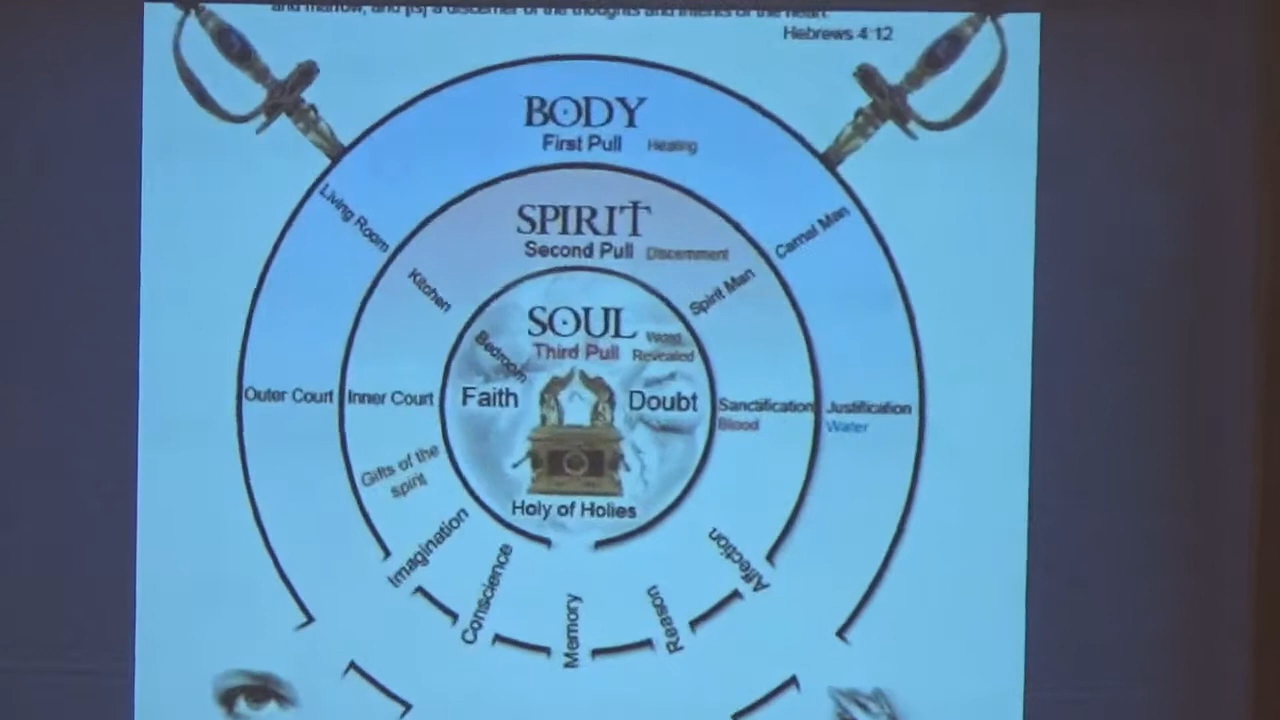 and marrow, and [is] a discerner of the thoughts and intents of the heart.
Hebrews 4:12
BODY
First Pull Healing
Living Room
Carnal Man
SPIRIT
Second Pull Discernment
Kitchen
Spirit Man
SOUL
Word
Third Pull Revealed
Bedroom
Outer Court
Inner Court
Faith
Doubt
Sanctification
Blood
Justification
Water
Gifts of the
spirit
Holy of Holies
Imagination
Conscience
Memory
Reason
Affection